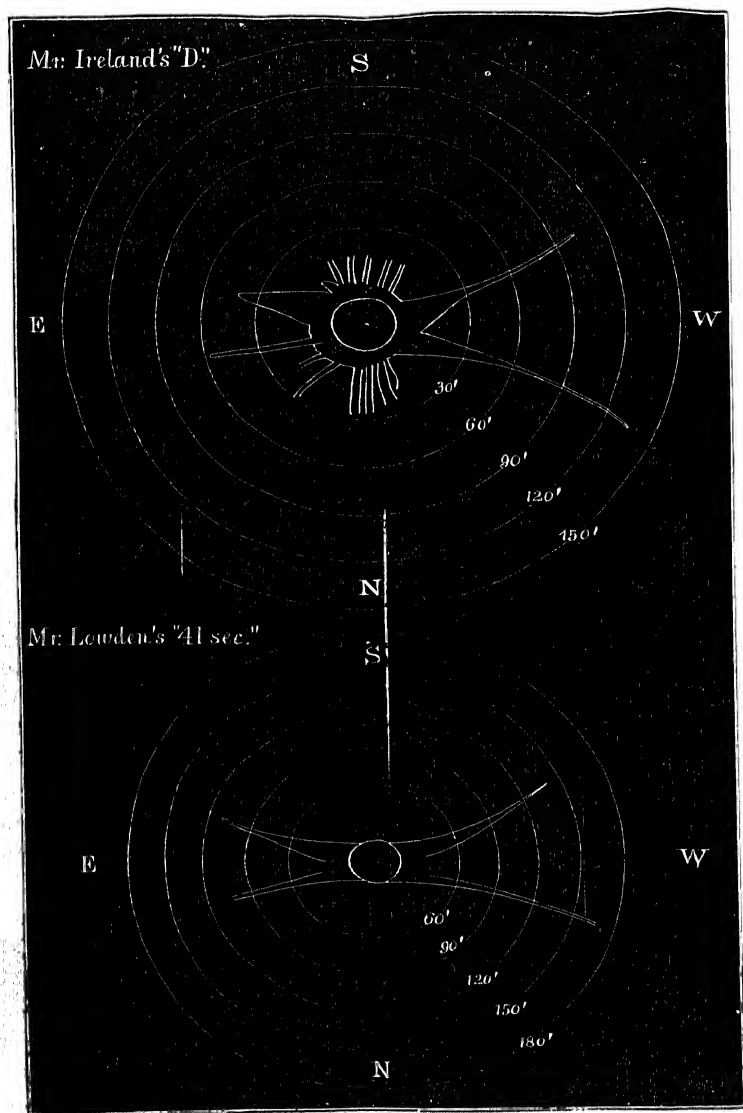 Mr. Ireland's "D."
S
E
W
30'
60'
90'
120'
150'
N
Mr. Lowden's "41 sec."
S
E
W
60'
90'
120'
150'
180'
N